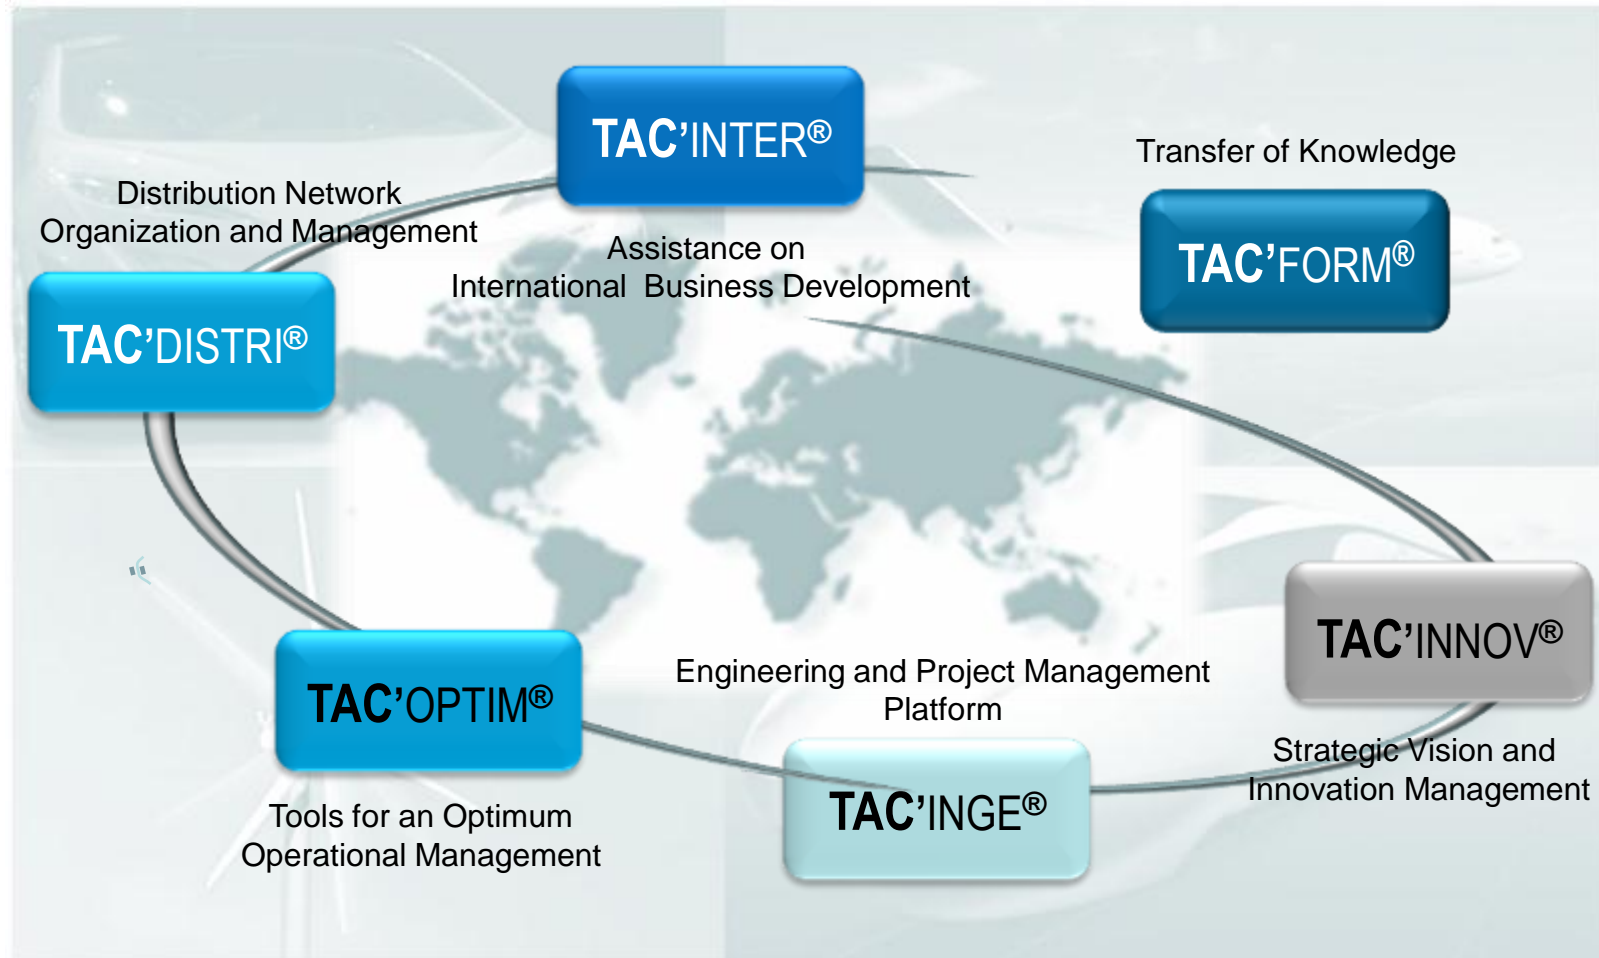 TAC’INTER®
Assistance on
International Business Development
Transfer of Knowledge
TAC’FORM®
Distribution Network
Organization and Management
TAC’DISTRI®
TAC’OPTIM®
Tools for an Optimum
Operational Management
Engineering and Project Management
Platform
TAC’INGE®
TAC’INNOV®
Strategic Vision and
Innovation Management